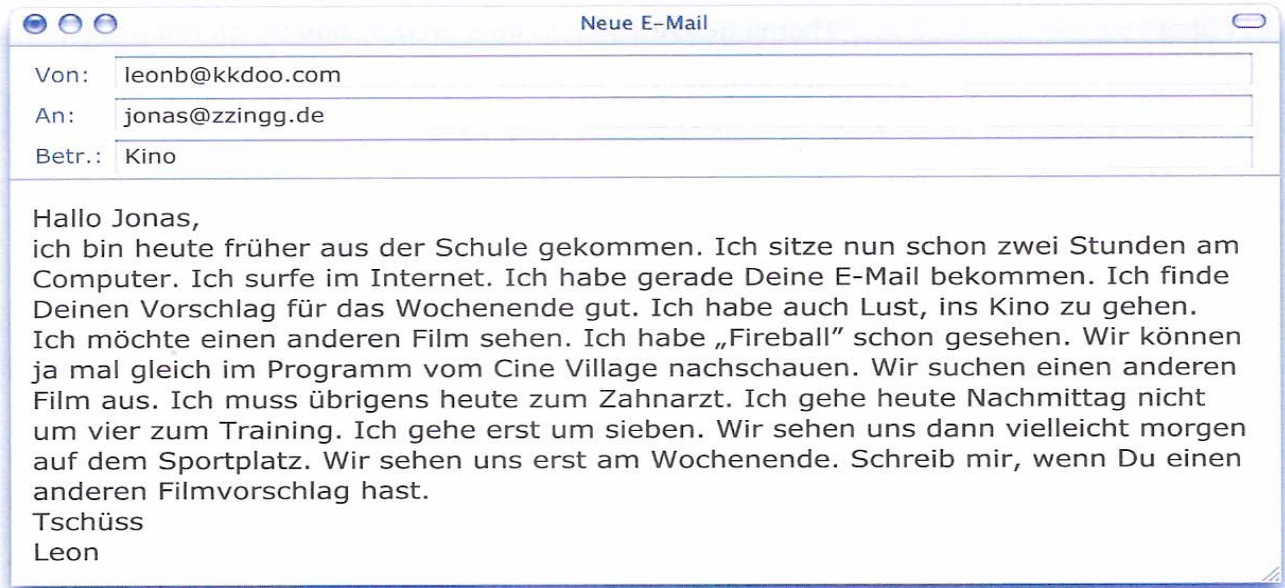 Neue E-Mail
Von: leonb@kkdoo.com
An: jonas@zzingg.de
Betr.: Kino
Hallo Jonas,
ich bin heute früher aus der Schule gekommen. Ich sitze nun schon zwei Stunden am
Computer. Ich surfe im Internet. Ich habe gerade Deine E-Mail bekommen. Ich finde
Deinen Vorschlag für das Wochenende gut. Ich habe auch Lust, ins Kino zu gehen.
Ich möchte einen anderen Film sehen. Ich habe „Fireball” schon gesehen. Wir können
ja mal gleich im Programm vom Cine Village nachschauen. Wir suchen einen anderen
Film aus. Ich muss übrigens heute zum Zahnarzt. Ich gehe heute Nachmittag nicht
um vier zum Training. Ich gehe erst um sieben. Wir sehen uns dann vielleicht morgen
auf dem Sportplatz. Wir sehen uns erst am Wochenende. Schreib mir, wenn Du einen
anderen Filmvorschlag hast.
Tschüss
Leon